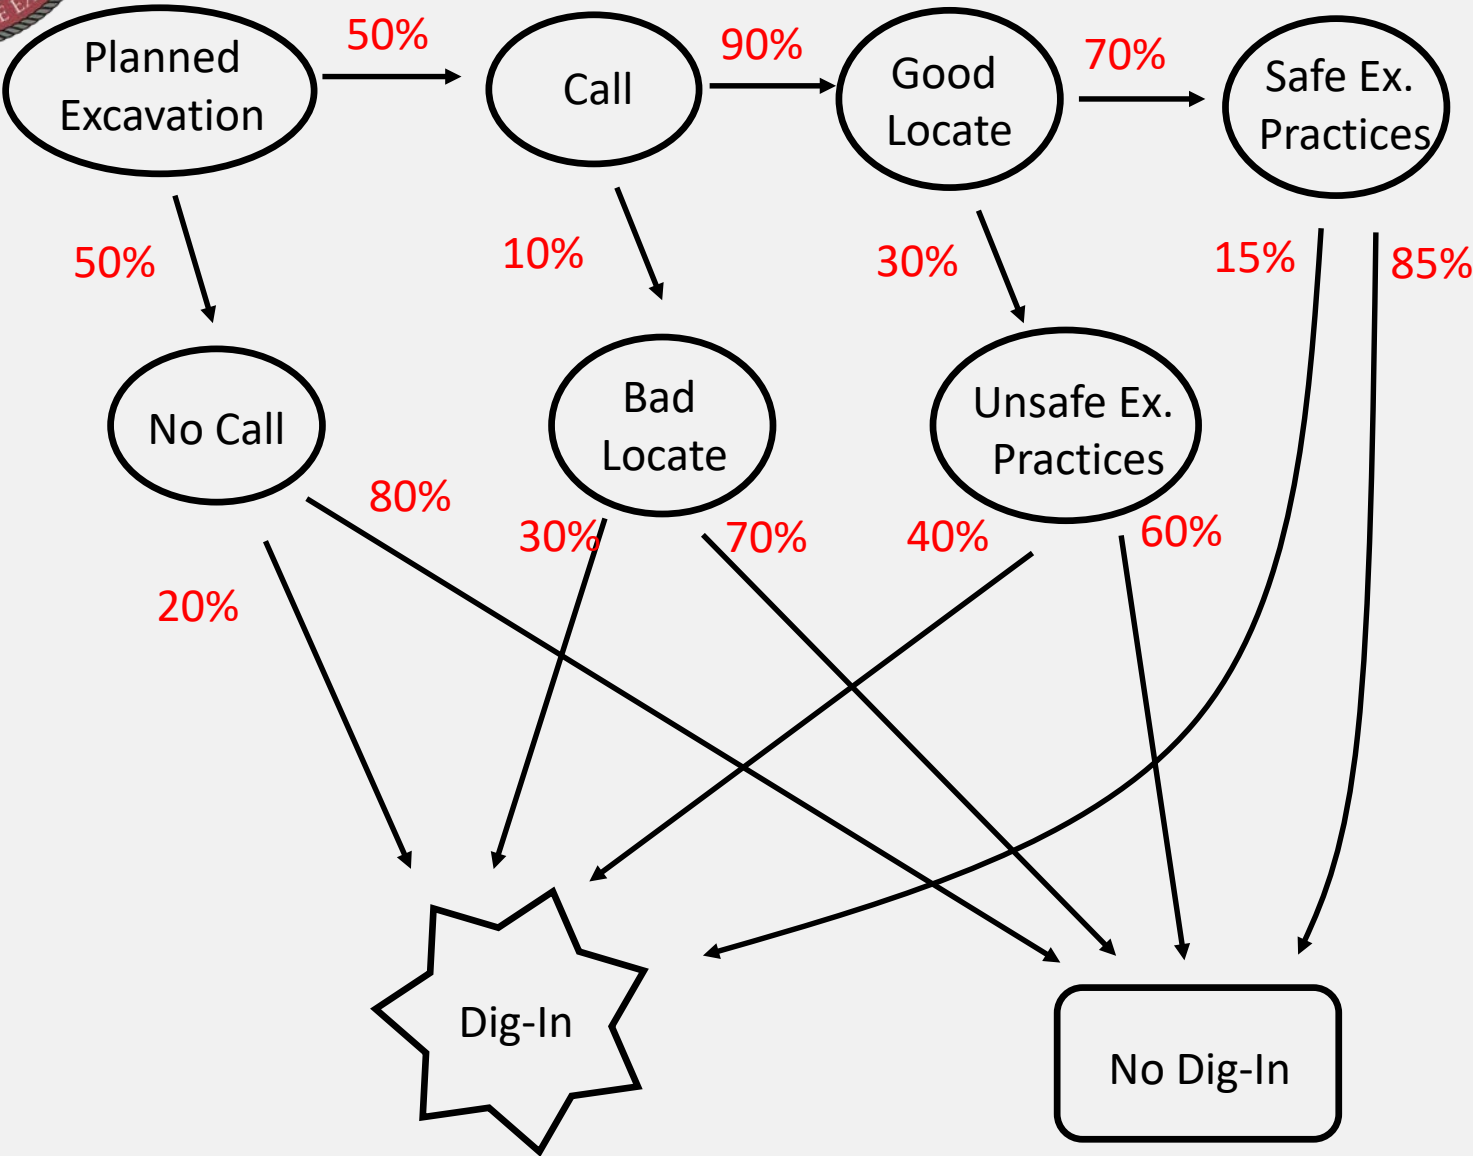 50%
90%
70%
Planned
Excavation
Call
Good
Locate
Safe Ex.
Practices
50%
10%
30%
15%
85%
No Call
Bad
Locate
Unsafe Ex.
Practices
80%
30%
70%
40%
60%
20%
Dig-In
No Dig-In